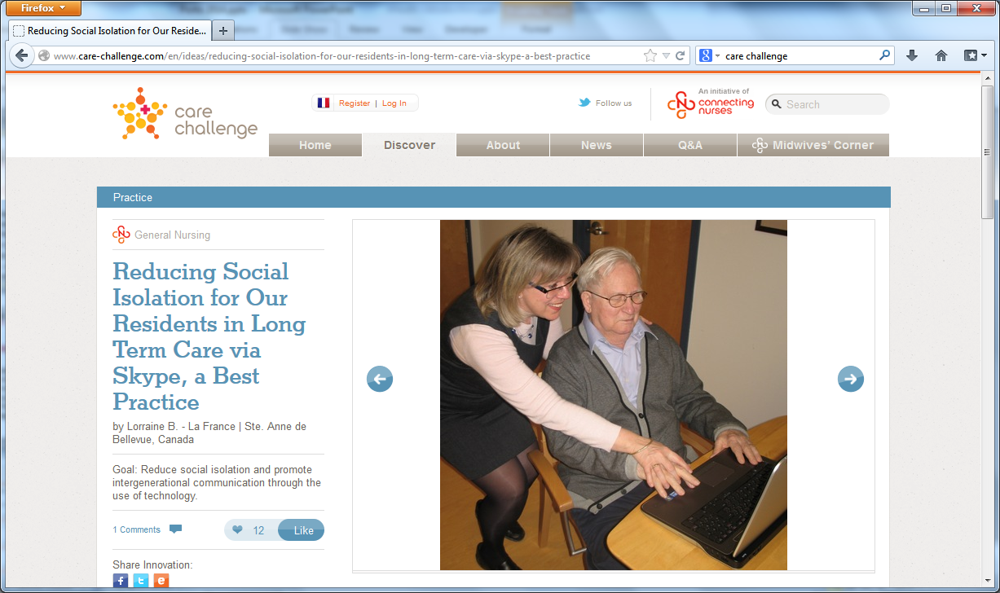 Firefox
Reducing Social Isolation for Our Reside...
www.care-challenge.com/en/ideas/reducing-social-isolation-for-our-residents-in-long-term-care-via-skype-a-best-practice
care challenge
care
challenge
Register | Log In
Follow us
An initiative of
connecting
nurses
Search
Home
Discover
About
News
Q&A
Midwives' Corner
Practice
General Nursing
Reducing Social
Isolation for Our
Residents in Long
Term Care via
Skype, a Best
Practice
by Lorraine B. - La France | Ste. Anne de
Bellevue, Canada
Goal: Reduce social isolation and promote
intergenerational communication through the
use of technology.
1 Comments
12
Like
Share Innovation: